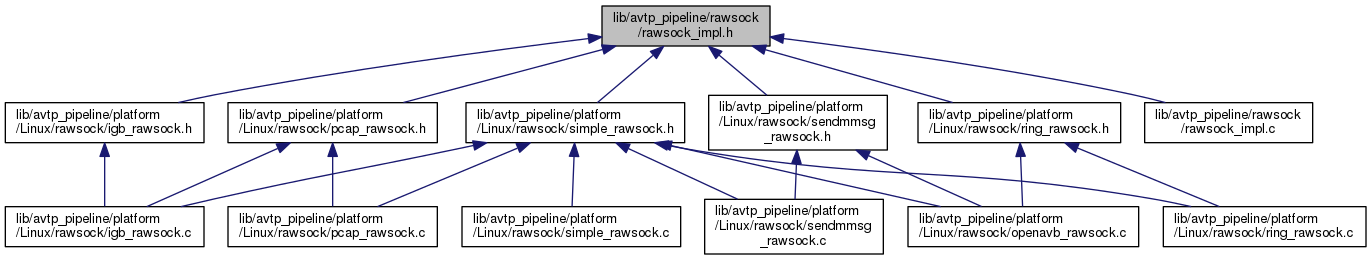 lib/avtp_pipeline/rawsock
/rawsock_impl.h
lib/avtp_pipeline/platform
/Linux/rawsock/igb_rawsock.h
lib/avtp_pipeline/platform
/Linux/rawsock/pcap_rawsock.h
lib/avtp_pipeline/platform
/Linux/rawsock/simple_rawsock.h
lib/avtp_pipeline/platform
/Linux/rawsock/sendmmsg
_rawsock.h
lib/avtp_pipeline/platform
/Linux/rawsock/ring_rawsock.h
lib/avtp_pipeline/rawsock
/rawsock_impl.c
lib/avtp_pipeline/platform
/Linux/rawsock/igb_rawsock.c
lib/avtp_pipeline/platform
/Linux/rawsock/pcap_rawsock.c
lib/avtp_pipeline/platform
/Linux/rawsock/simple_rawsock.c
lib/avtp_pipeline/platform
/Linux/rawsock/sendmmsg
_rawsock.c
lib/avtp_pipeline/platform
/Linux/rawsock/openavb_rawsock.c
lib/avtp_pipeline/platform
/Linux/rawsock/ring_rawsock.c